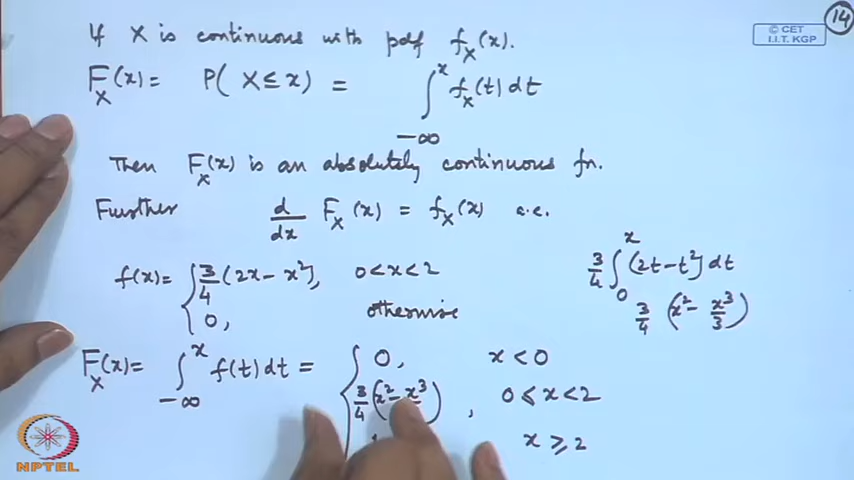 14
© CET
I.I.T. KGP
If X is continuous with pdf f_X(x).
F_X(x) = P( X ≤ x) = ∫_{-∞}^{x} f_X(t) dt
Then F_X(x) is an absolutely continuous fn.
Further d/dx F_X(x) = f_X(x) a.e.
f(x) = { 3/4 (2x − x²), 0 < x < 2
0, otherwise
3/4 ∫_0^x (2t − t²) dt
3/4 (x² − x³/3)
F_X(x) = ∫_{-∞}^{x} f(t) dt = { 0, x < 0
3/4 (x² − x³ ) , 0 ≤ x < 2
x ≥ 2
NPTEL